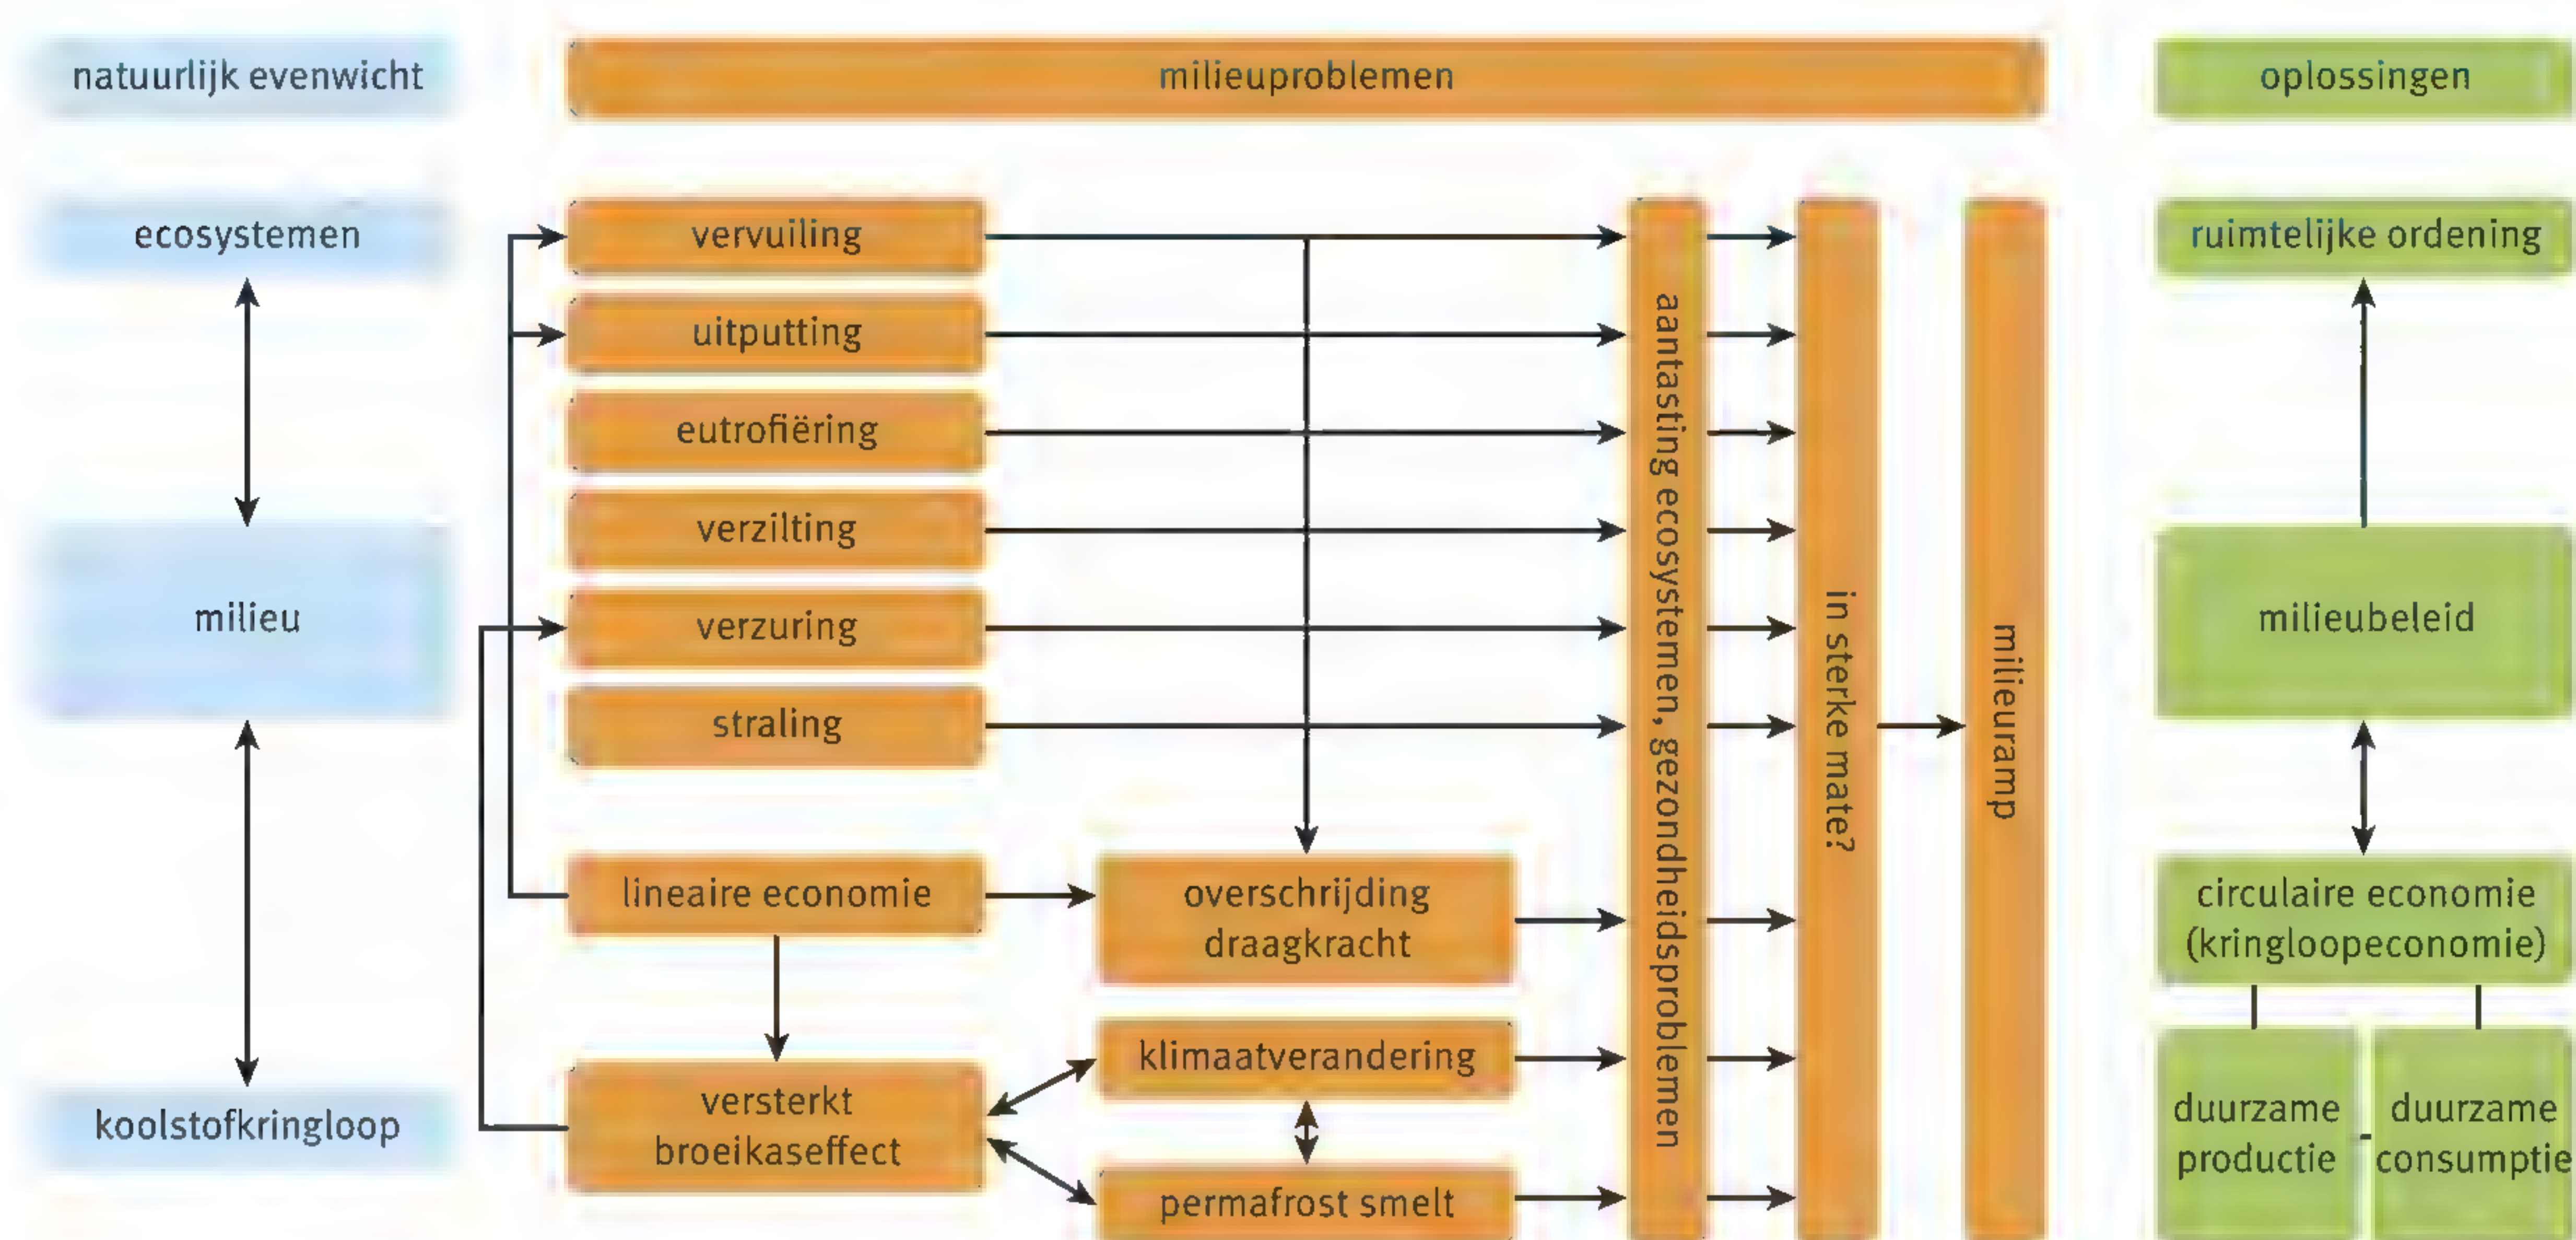 natuurlijk evenwicht
milieuproblemen
oplossingen
ecosystemen
milieu
koolstofkringloop
vervuiling
uitputting
eutrofiëring
verzilting
verzuring
straling
lineaire economie
versterkt
broeikaseffect
overschrijding
draagkracht
klimaatverandering
permafrost smelt
aantasting ecosystemen, gezondheidsproblemen
in sterke mate?
milieuramp
ruimtelijke ordening
milieubeleid
circulaire economie
(kringloopeconomie)
duurzame
productie
duurzame
consumptie